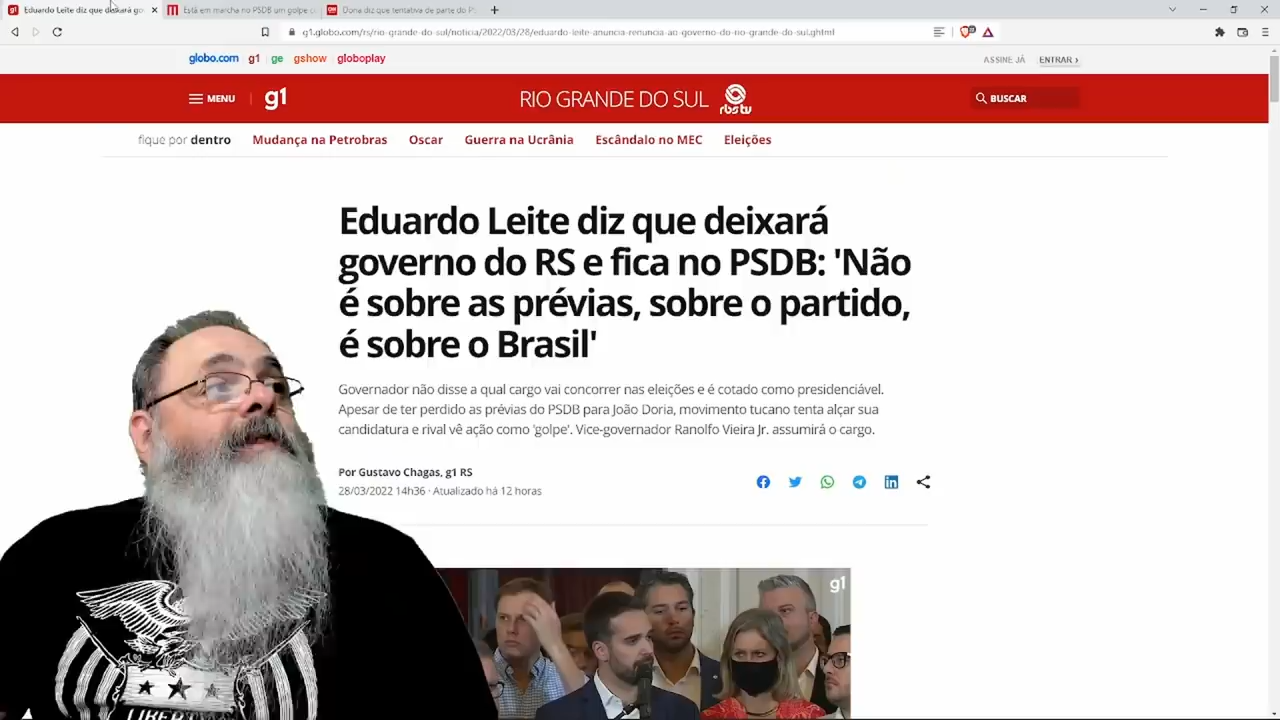 Eduardo Leite diz que deixará go
Está em marcha no PSDB um golpe c
Doria diz que tentativa de parte do PS
g1.globo.com/rs/rio-grande-do-sul/noticia/2022/03/28/eduardo-leite-anuncia-renuncia-ao-governo-do-rio-grande-do-sul.ghtml
globo.com g1 ge gshow globoplay
ASSINE JÁ ENTRAR ›
MENU g1 RIO GRANDE DO SUL rbs tv BUSCAR
fique por dentro Mudança na Petrobras Oscar Guerra na Ucrânia Escândalo no MEC Eleições
Eduardo Leite diz que deixará
governo do RS e fica no PSDB: 'Não
é sobre as prévias, sobre o partido,
é sobre o Brasil'
Governador não disse a qual cargo vai concorrer nas eleições e é cotado como presidenciável.
Apesar de ter perdido as prévias do PSDB para João Doria, movimento tucano tenta alçar sua
candidatura e rival vê ação como 'golpe'. Vice-governador Ranolfo Vieira Jr. assumirá o cargo.
Por Gustavo Chagas, g1 RS
28/03/2022 14h36 · Atualizado há 12 horas
g1